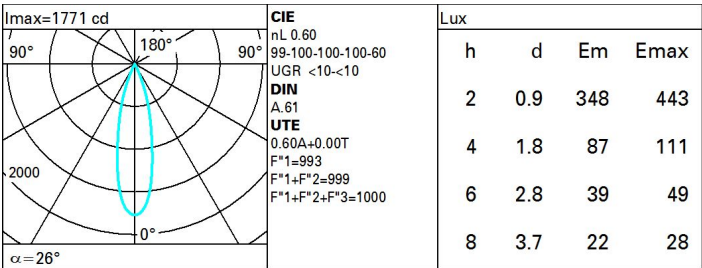 Imax=1771 cd
90° 180° 90°
2000
0°
α=26°
CIE
nL 0.60
99-100-100-100-60
UGR <10-<10
DIN
A.61
UTE
0.60A+0.00T
F"1=993
F"1+F"2=999
F"1+F"2+F"3=1000
Lux
h d Em Emax
2 0.9 348 443
4 1.8 87 111
6 2.8 39 49
8 3.7 22 28